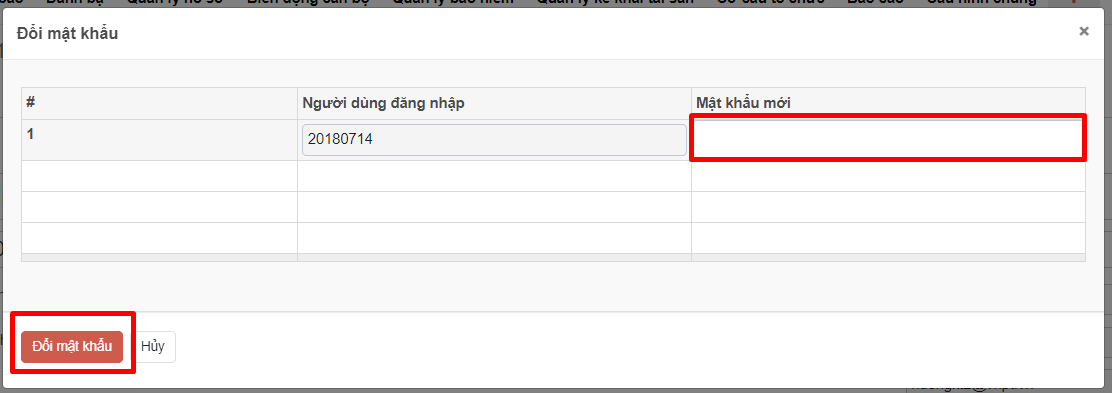 Đổi mật khẩu ×
# Người dùng đăng nhập Mật khẩu mới
1 20180714
Đổi mật khẩu Hủy